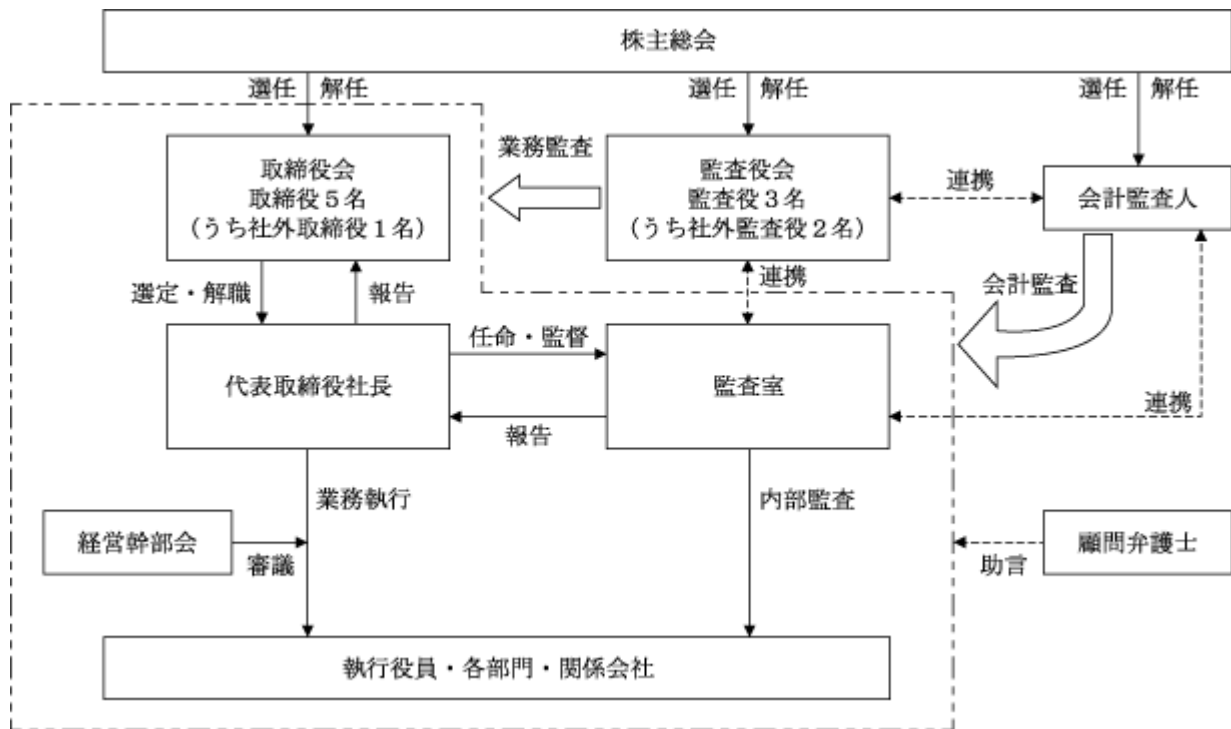 株主総会
選任 解任
選任 解任
選任 解任
取締役会
取締役5名
(うち社外取締役1名)
業務監査
監査役会
監査役3名
(うち社外監査役2名)
連携
会計監査人
選定・解職
報告
連携
会計監査
代表取締役社長
任命・監督
報告
監査室
連携
業務執行
内部監査
経営幹部会
審議
助言
顧問弁護士
執行役員・各部門・関係会社